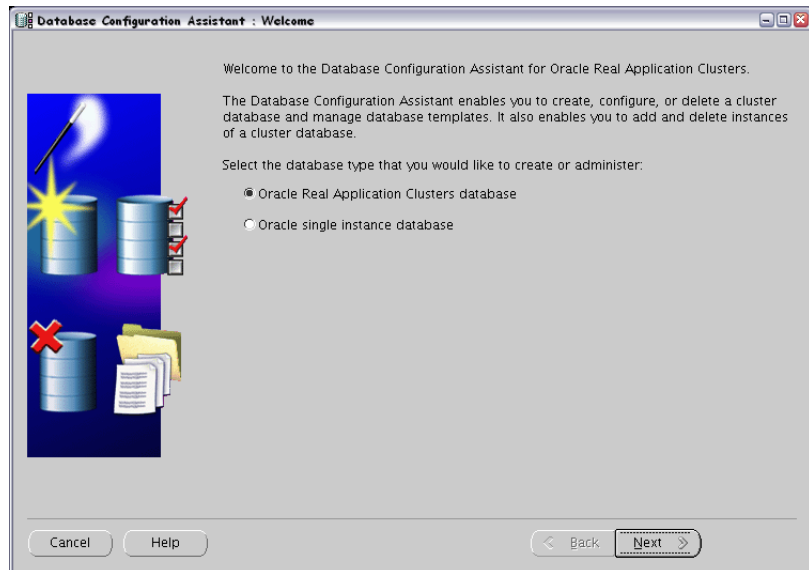 Database Configuration Assistant : Welcome
Welcome to the Database Configuration Assistant for Oracle Real Application Clusters.
The Database Configuration Assistant enables you to create, configure, or delete a cluster
database and manage database templates. It also enables you to add and delete instances
of a cluster database.
Select the database type that you would like to create or administer:
Oracle Real Application Clusters database
Oracle single instance database
Cancel
Help
Back
Next